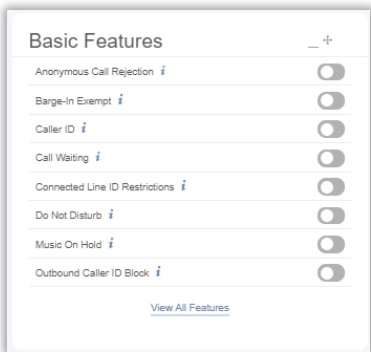 Basic Features
Anonymous Call Rejection i
Barge-In Exempt i
Caller ID i
Call Waiting i
Connected Line ID Restrictions i
Do Not Disturb i
Music On Hold i
Outbound Caller ID Block i
View All Features